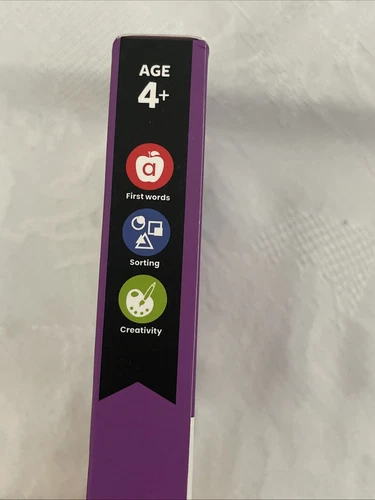 AGE
4+
a
First words
Sorting
Creativity